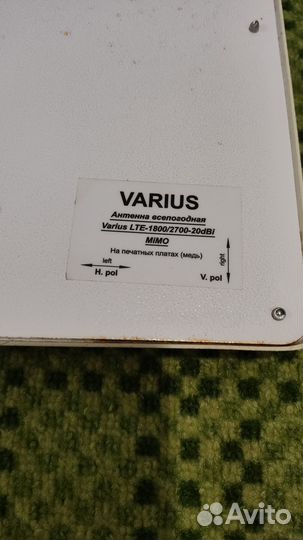 VARIUS
Антенна всепогодная
Varius LTE-1800/2700-20dBi
MIMO
На печатных платах (медь)
left
H. pol
right
V. pol
Avito